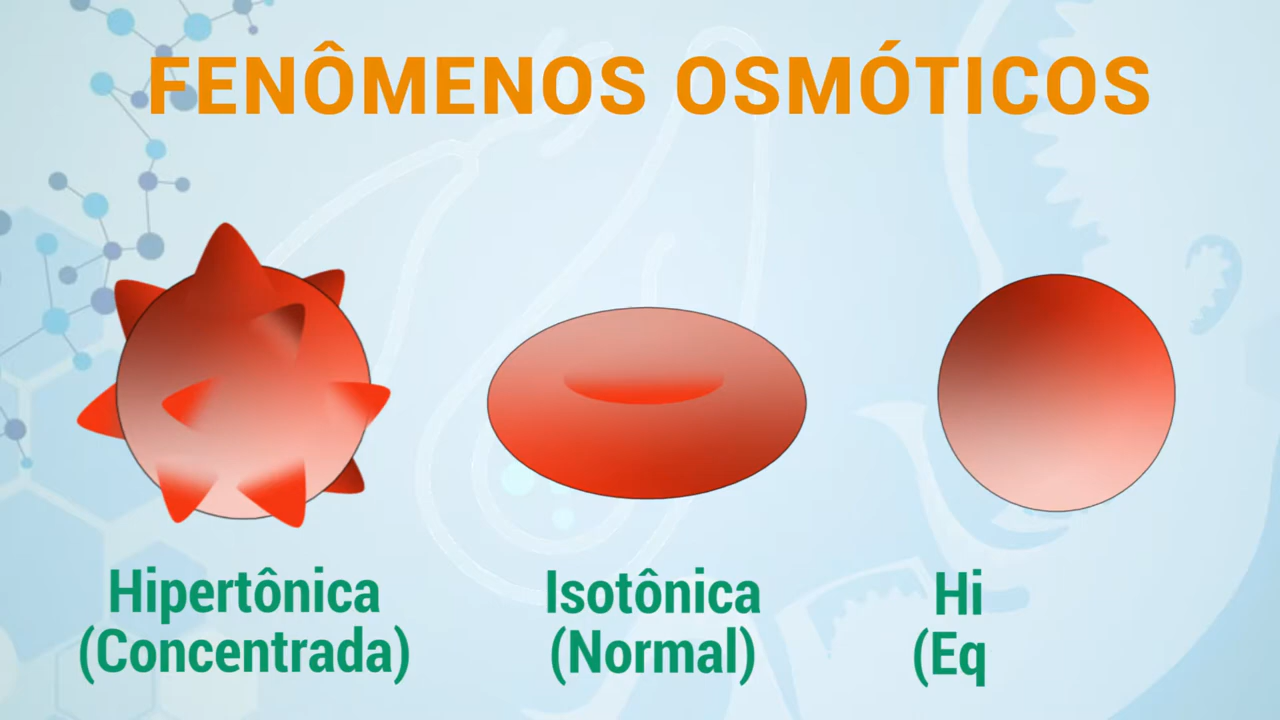 FENÔMENOS OSMÓTICOS
Hipertônica
(Concentrada)
Isotônica
(Normal)
Hi
(Eq